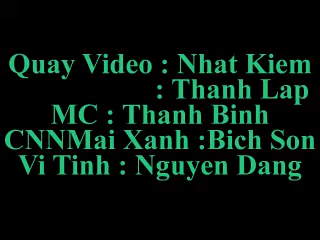 Quay Video : Nhat Kiem
: Thanh Lap
MC : Thanh Binh
CNNMai Xanh :Bich Son
Vi Tinh : Nguyen Dang